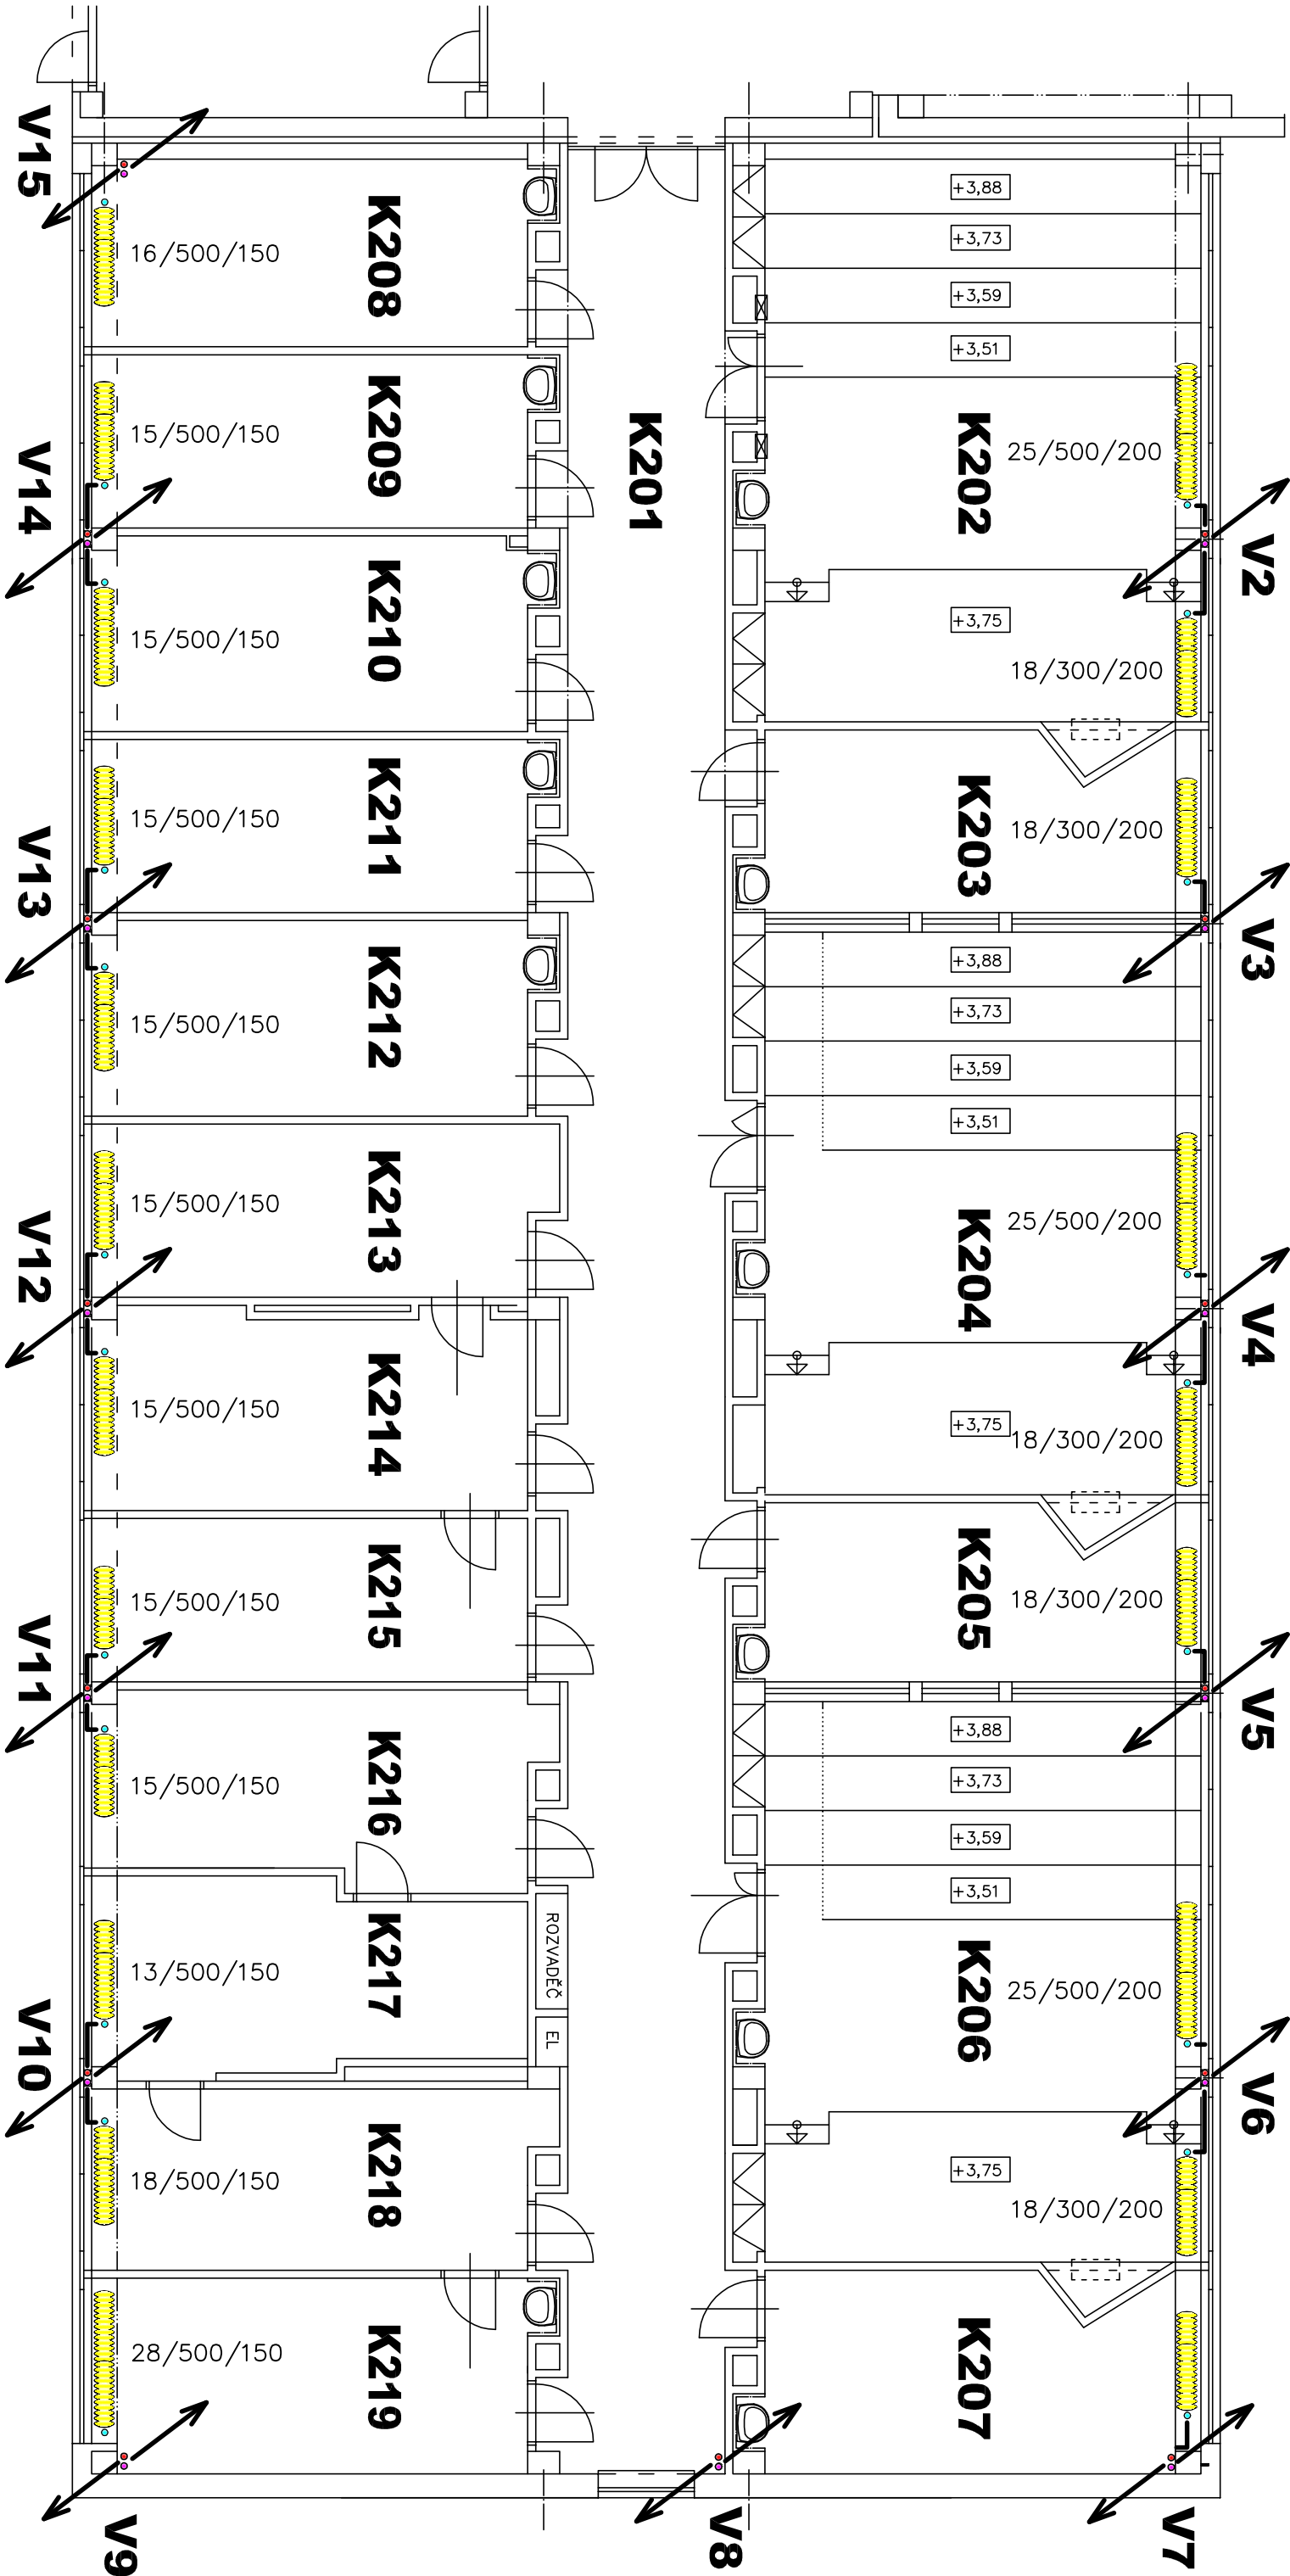 V15
K208
16/500/150
+3,88
+3,73
+3,59
+3,51
K209
15/500/150
K201
K202
25/500/200
V14
V2
K210
15/500/150
+3,75
18/300/200
K211
15/500/150
K203
18/300/200
V13
V3
K212
15/500/150
+3,88
+3,73
+3,59
+3,51
K213
15/500/150
K204
25/500/200
V12
V4
K214
15/500/150
+3,75
18/300/200
K215
15/500/150
K205
18/300/200
V11
V5
K216
15/500/150
+3,88
+3,73
+3,59
+3,51
K217
13/500/150
ROZVADĚČ
EL
K206
25/500/200
V10
V6
K218
18/500/150
+3,75
18/300/200
K219
28/500/150
K207
V9
V8
V7